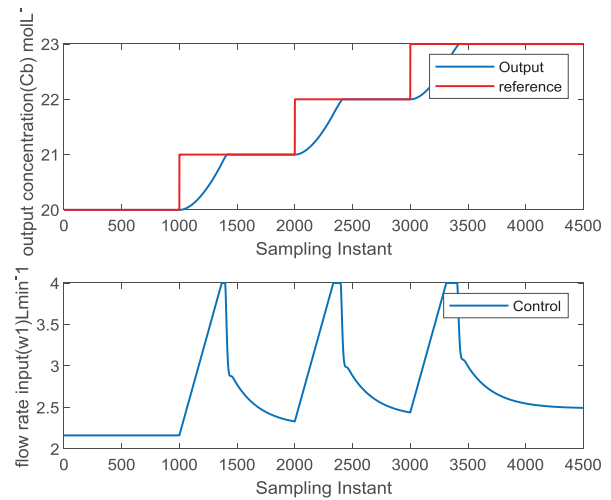 output concentration(Cb) molL-
23
22
21
20
Output
reference
0 500 1000 1500 2000 2500 3000 3500 4000 4500
Sampling Instant
flow rate input(w1)Lmin-1
4
3.5
3
2.5
2
Control
0 500 1000 1500 2000 2500 3000 3500 4000 4500
Sampling Instant